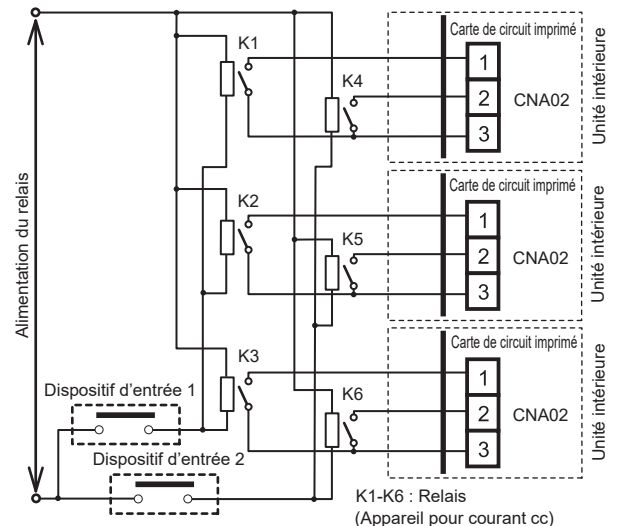 Alimentation du relais
K1
K4
Carte de circuit imprimé
1
2
3
CNA02
Unité intérieure
K2
K5
Carte de circuit imprimé
1
2
3
CNA02
Unité intérieure
K3
K6
Carte de circuit imprimé
1
2
3
CNA02
Unité intérieure
Dispositif d'entrée 1
Dispositif d'entrée 2
K1-K6 : Relais
(Appareil pour courant cc)